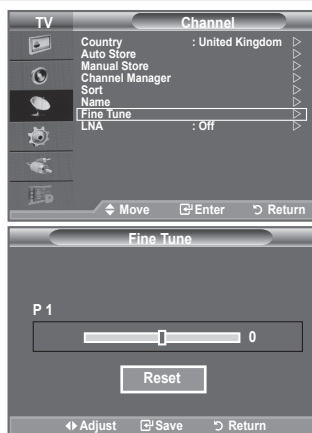 TV Channel
Country : United Kingdom
Auto Store
Manual Store
Channel Manager
Sort
Name
Fine Tune
LNA : Off
Move Enter Return
Fine Tune
P 1
0
Reset
Adjust Save Return